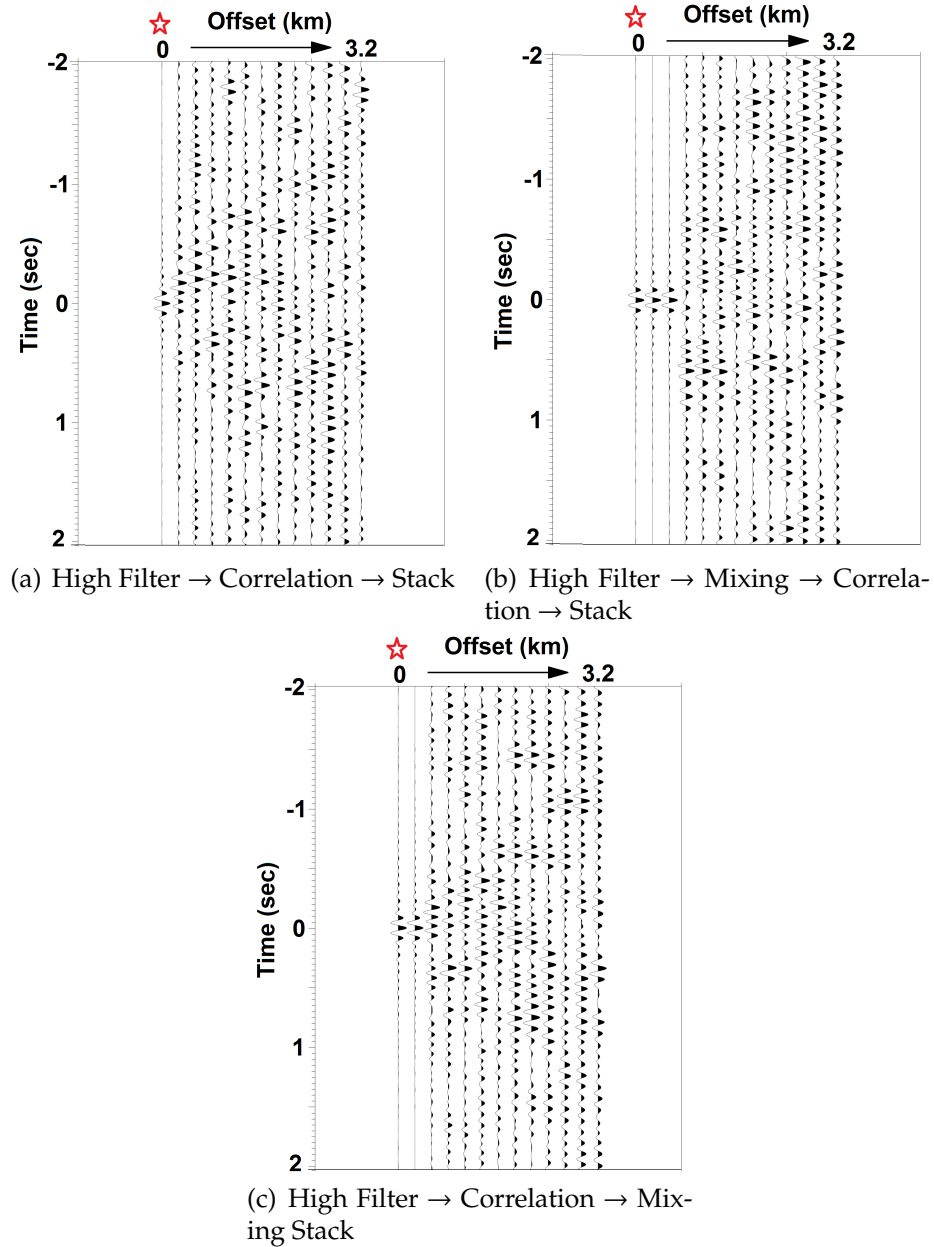 Offset (km)
0 3.2
-2
-1
0
1
2
Time (sec)
(a) High Filter → Correlation → Stack
Offset (km)
0 3.2
-2
-1
0
1
2
Time (sec)
(b) High Filter → Mixing → Correla-
tion → Stack
Offset (km)
0 3.2
-2
-1
0
1
2
Time (sec)
(c) High Filter → Correlation → Mix-
ing Stack